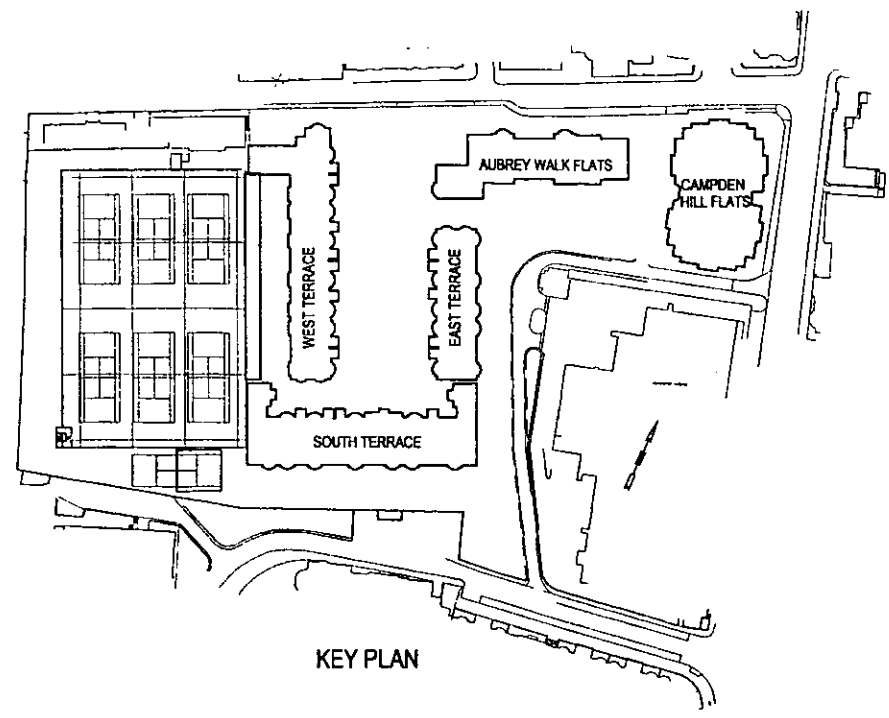 AUBREY WALK FLATS
CAMPDEN
HILL FLATS
WEST TERRACE
EAST TERRACE
SOUTH TERRACE
KEY PLAN